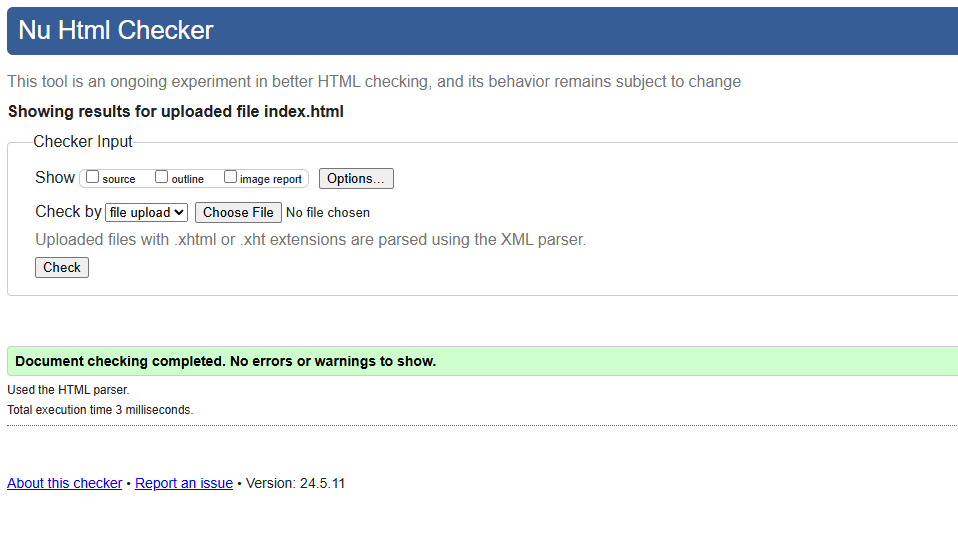 Nu Html Checker
This tool is an ongoing experiment in better HTML checking, and its behavior remains subject to change
Showing results for uploaded file index.html
Checker Input
Show source outline image report Options...
Check by file upload Choose File No file chosen
Uploaded files with .xhtml or .xht extensions are parsed using the XML parser.
Check
Document checking completed. No errors or warnings to show.
Used the HTML parser.
Total execution time 3 milliseconds.
About this checker • Report an issue • Version: 24.5.11